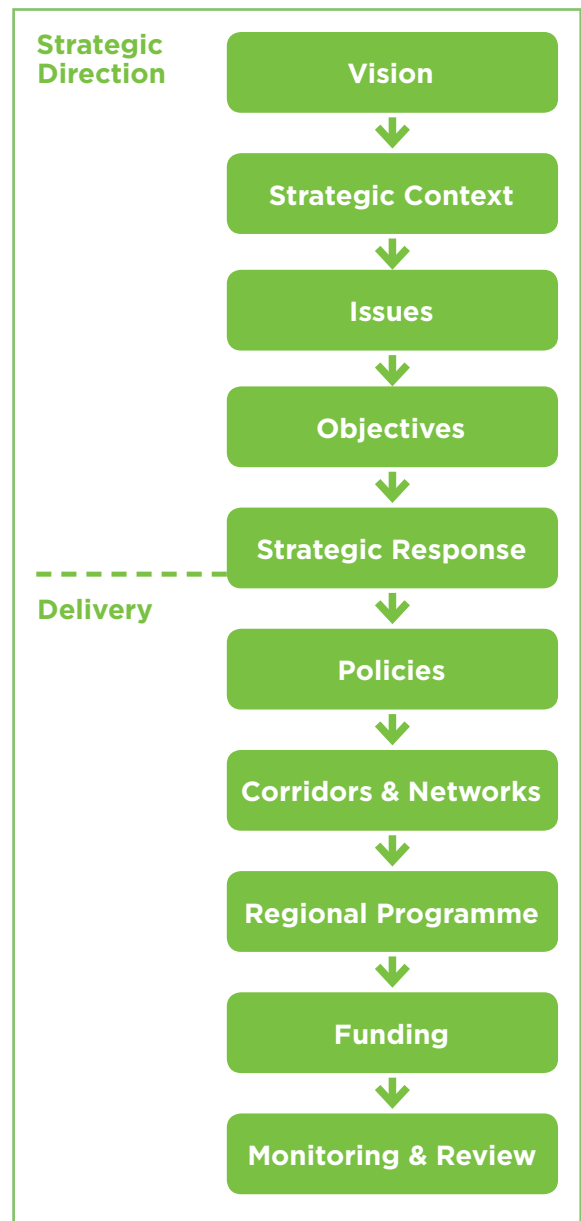 Strategic
Direction
Vision
Strategic Context
Issues
Objectives
Strategic Response
Delivery
Policies
Corridors & Networks
Regional Programme
Funding
Monitoring & Review